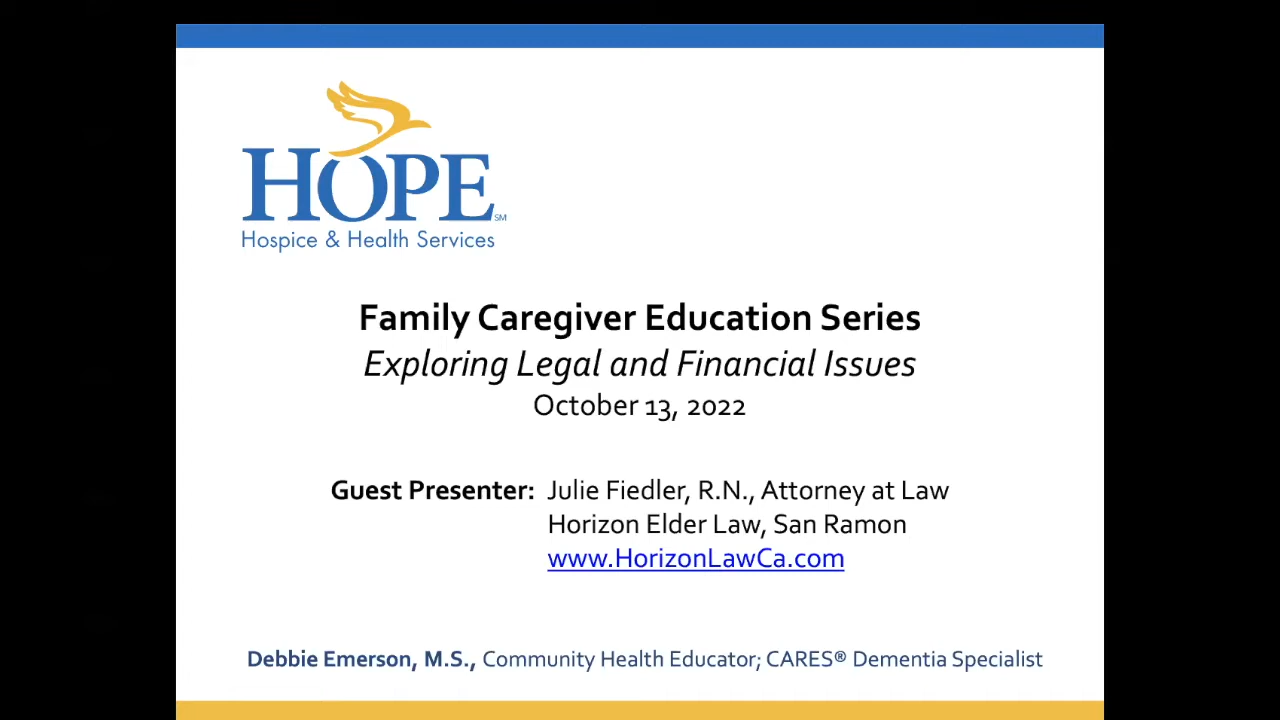 HOPE SM
Hospice & Health Services
Family Caregiver Education Series
Exploring Legal and Financial Issues
October 13, 2022
Guest Presenter: Julie Fiedler, R.N., Attorney at Law
Horizon Elder Law, San Ramon
www.HorizonLawCa.com
Debbie Emerson, M.S., Community Health Educator; CARES® Dementia Specialist